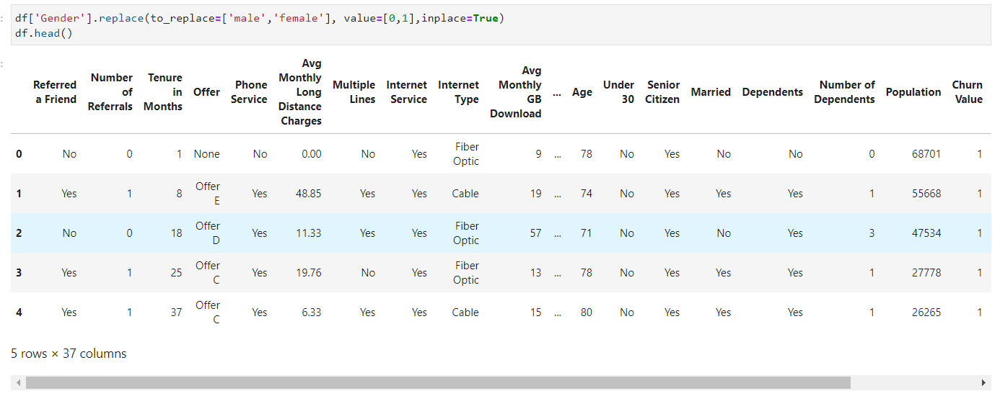 df['Gender'].replace(to_replace=['male','female'], value=[0,1],inplace=True)
df.head()
Referred a Friend Number of Referrals Tenure in Months Offer Phone Service Avg Monthly Long Distance Charges Multiple Lines Internet Service Internet Type Avg Monthly GB Download ... Age Under 30 Senior Citizen Married Dependents Number of Dependents Population Churn Value
0 No 0 1 None No 0.00 No Yes Fiber Optic 9 ... 78 No Yes No No 0 68701 1
1 Yes 1 8 Offer E Yes 48.85 Yes Yes Cable 19 ... 74 No Yes Yes Yes 1 55668 1
2 No 0 18 Offer D Yes 11.33 Yes Yes Fiber Optic 57 ... 71 No Yes No Yes 3 47534 1
3 Yes 1 25 Offer C Yes 19.76 No Yes Fiber Optic 13 ... 78 No Yes Yes Yes 1 27778 1
4 Yes 1 37 Offer C Yes 6.33 Yes Yes Cable 15 ... 80 No Yes Yes Yes 1 26265 1
5 rows × 37 columns